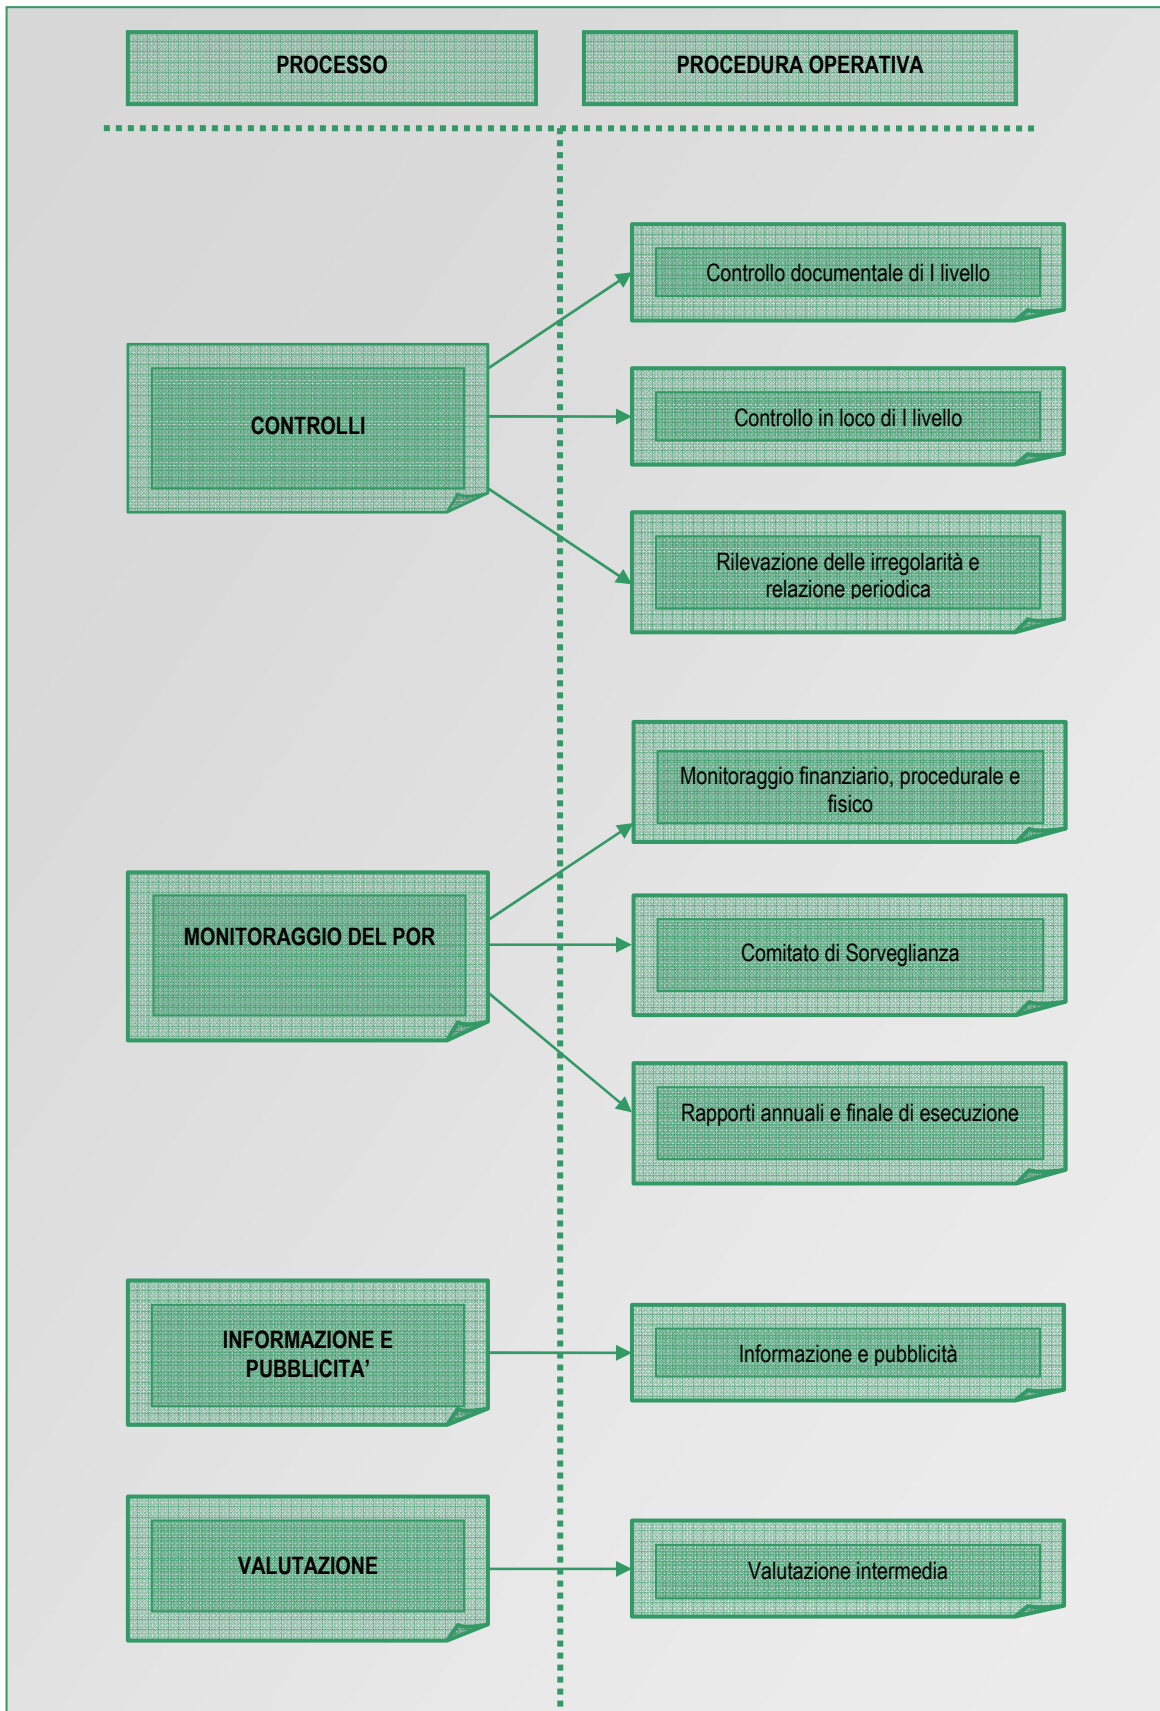 PROCESSO
PROCEDURA OPERATIVA
CONTROLLI
Controllo documentale di I livello
Controllo in loco di I livello
Rilevazione delle irregolarità e
relazione periodica
MONITORAGGIO DEL POR
Monitoraggio finanziario, procedurale e
fisico
Comitato di Sorveglianza
Rapporti annuali e finale di esecuzione
INFORMAZIONE E
PUBBLICITA’
Informazione e pubblicità
VALUTAZIONE
Valutazione intermedia